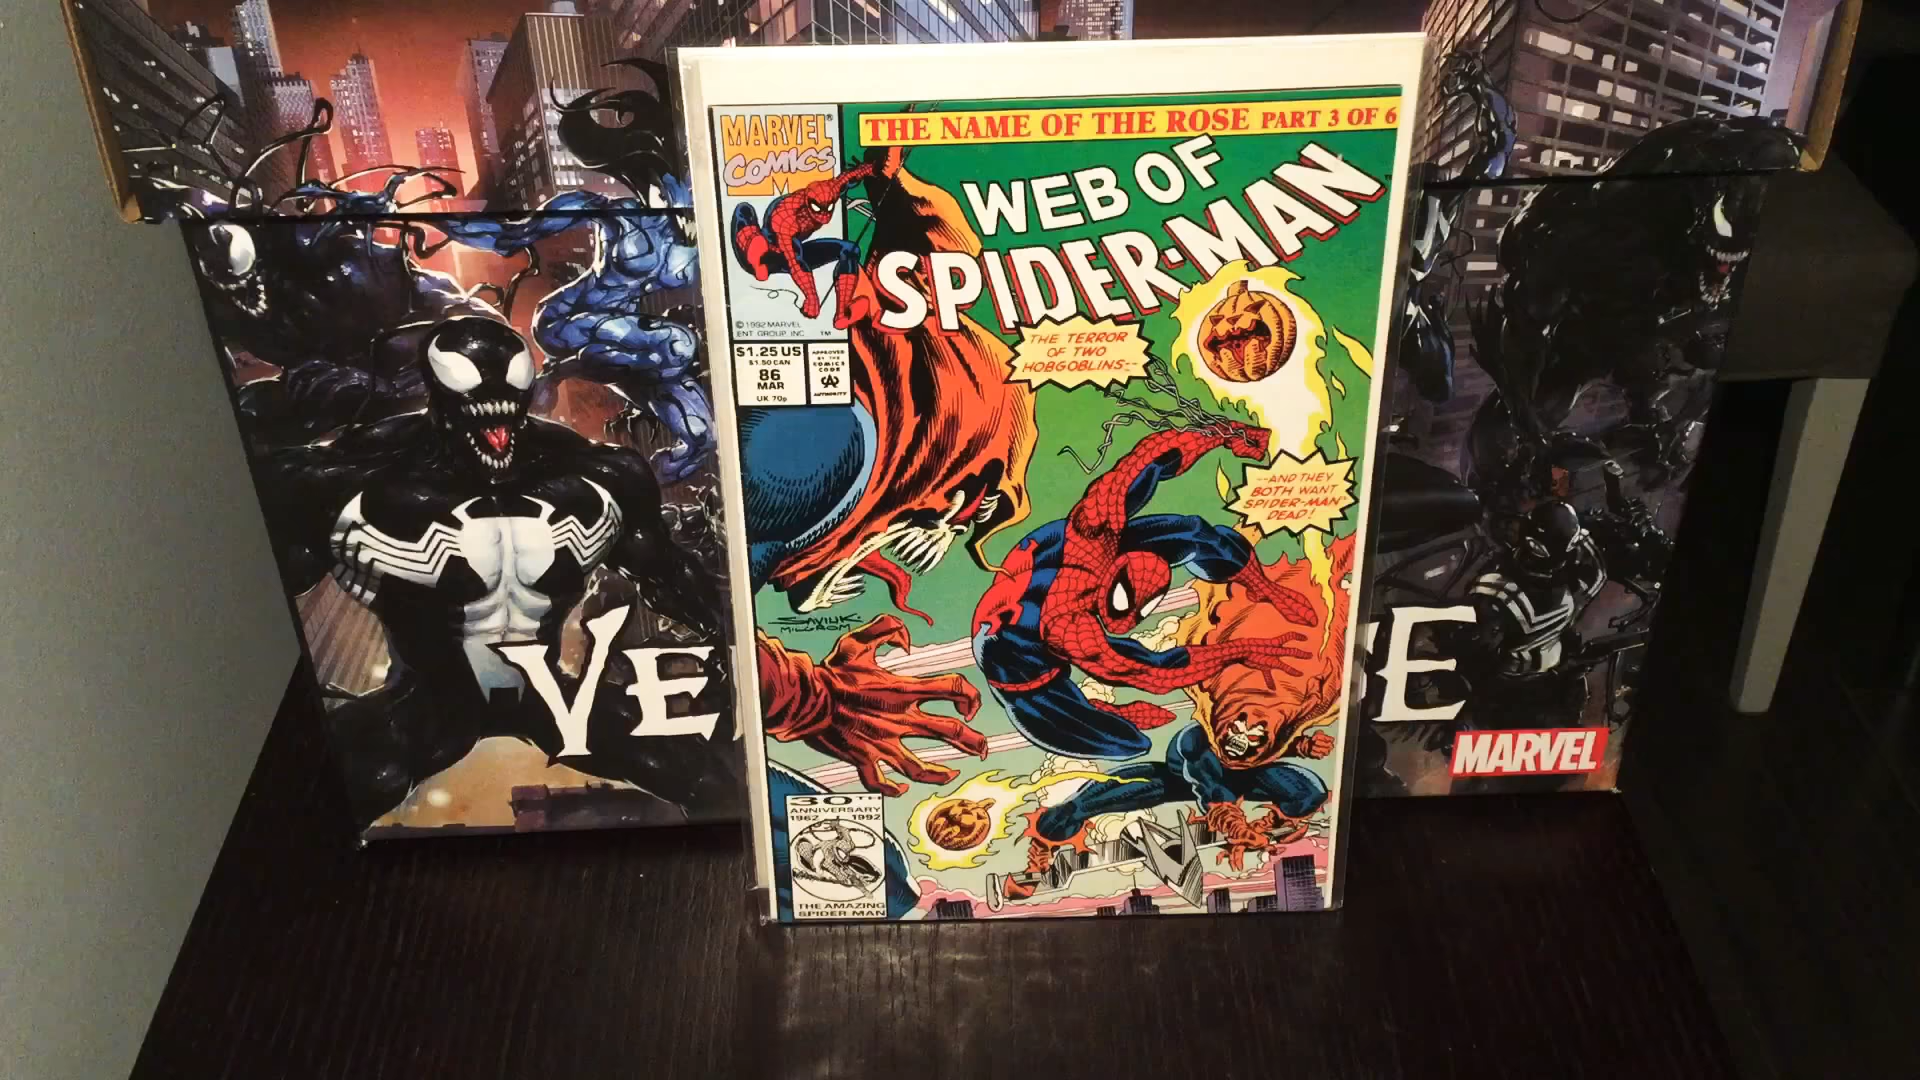 THE NAME OF THE ROSE PART 3 OF 6
MARVEL®
COMICS
WEB OF
SPIDER-MAN™
© 1992 MARVEL
ENT. GROUP, INC. ™
$1.25 US
$1.50 CAN
86
MAR
UK 70p
APPROVED
BY THE
COMICS
CODE
CA
AUTHORITY
THE TERROR
OF TWO
HOBGOBLINS--
--AND THEY
BOTH WANT
SPIDER-MAN
DEAD!
SAVIUK
MILGROM
30TH
ANNIVERSARY
1962 1992
THE AMAZING
SPIDER-MAN
VE
E
MARVEL